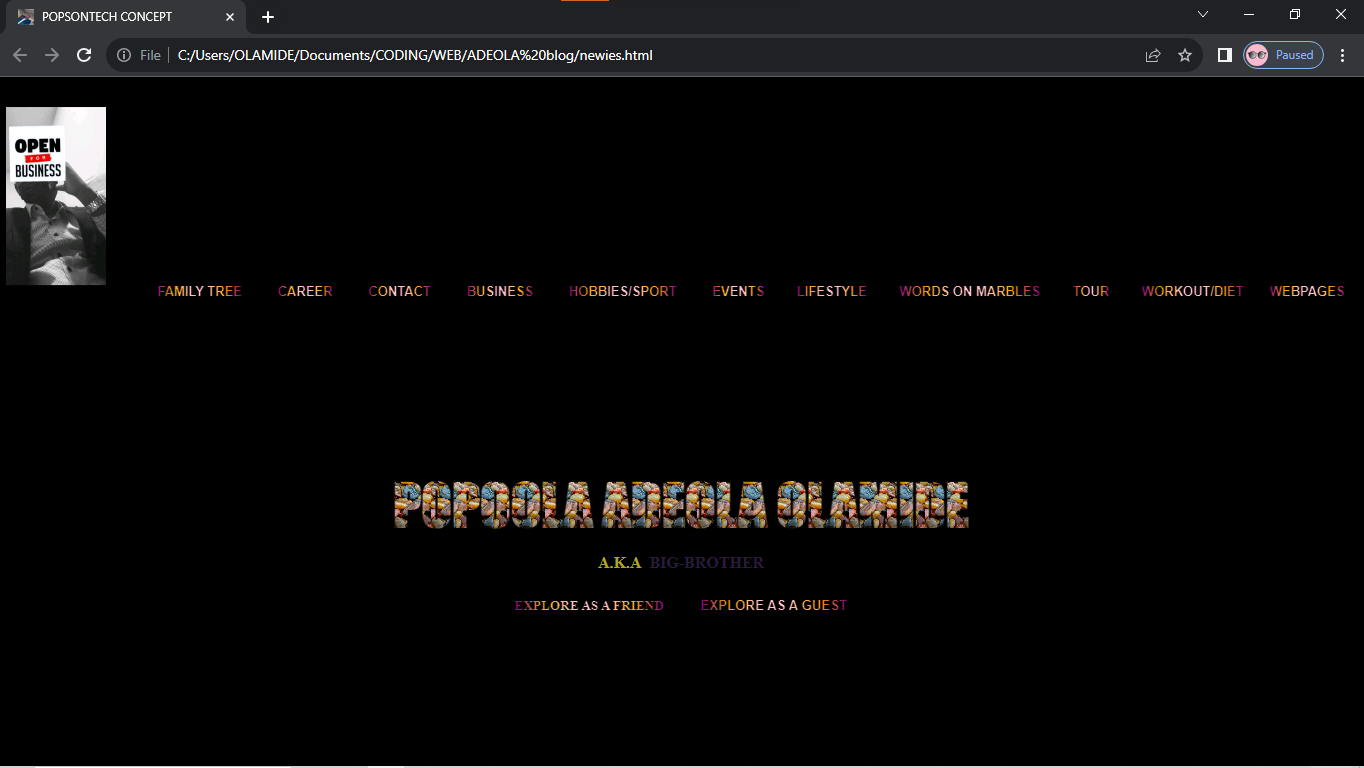 POPSONTECH CONCEPT
File C:/Users/OLAMIDE/Documents/CODING/WEB/ADEOLA%20blog/newies.html
Paused
OPEN
FOR
BUSINESS
FAMILY TREE CAREER CONTACT BUSINESS HOBBIES/SPORT EVENTS LIFESTYLE WORDS ON MARBLES TOUR WORKOUT/DIET WEBPAGES
POPOOLA ADEOLA OLAMIDE
A.K.A BIG-BROTHER
EXPLORE AS A FRIEND EXPLORE AS A GUEST